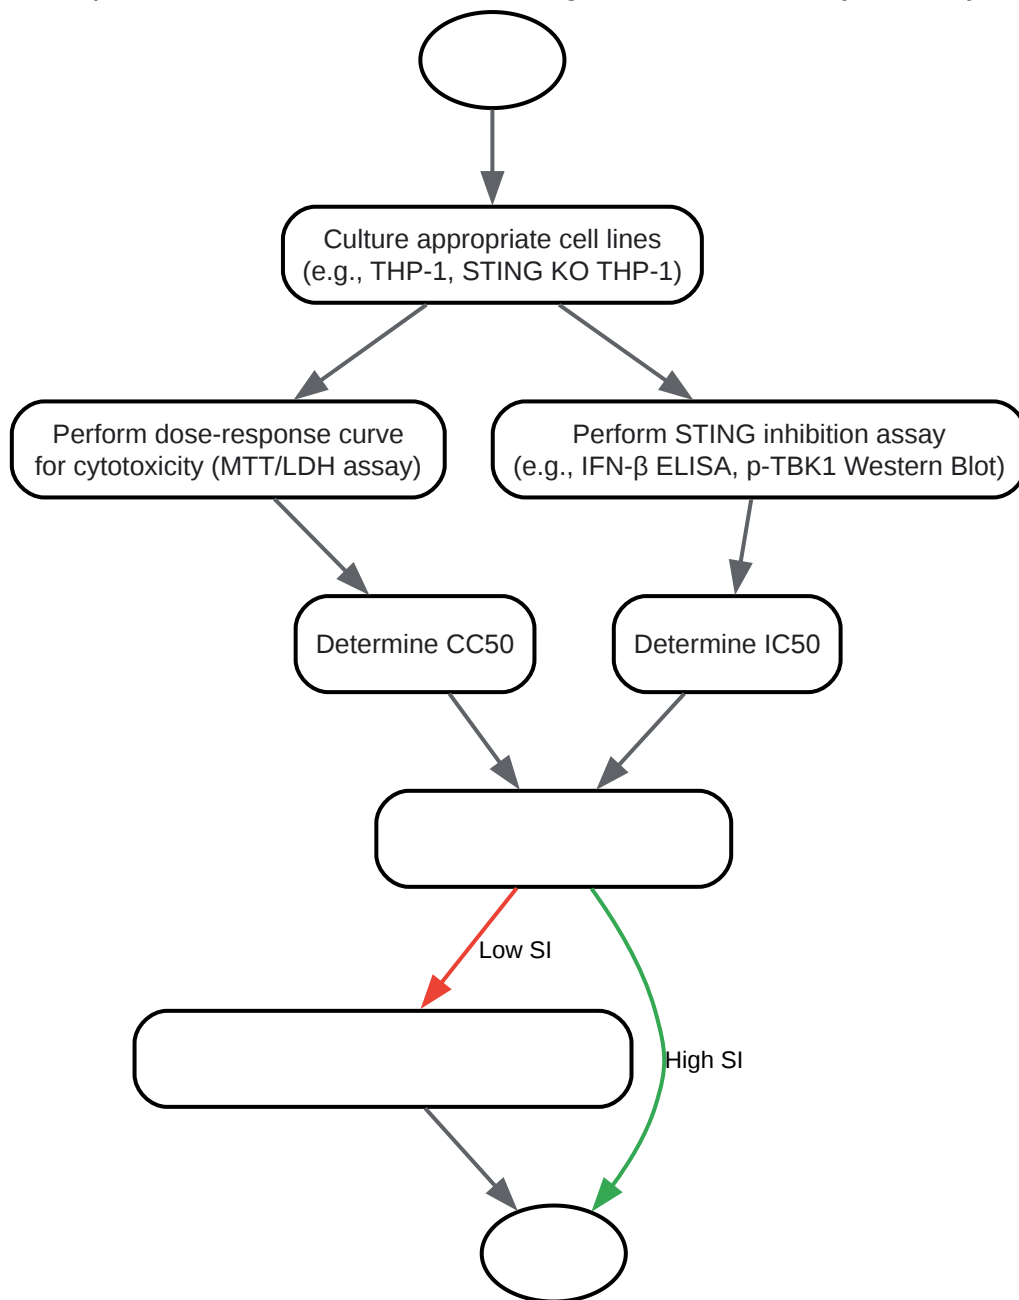 Culture appropriate cell lines
(e.g., THP-1, STING KO THP-1)
Perform dose-response curve
for cytotoxicity (MTT/LDH assay)
Perform STING inhibition assay
(e.g., IFN-β ELISA, p-TBK1 Western Blot)
Determine CC50
Determine IC50
Low SI
High SI